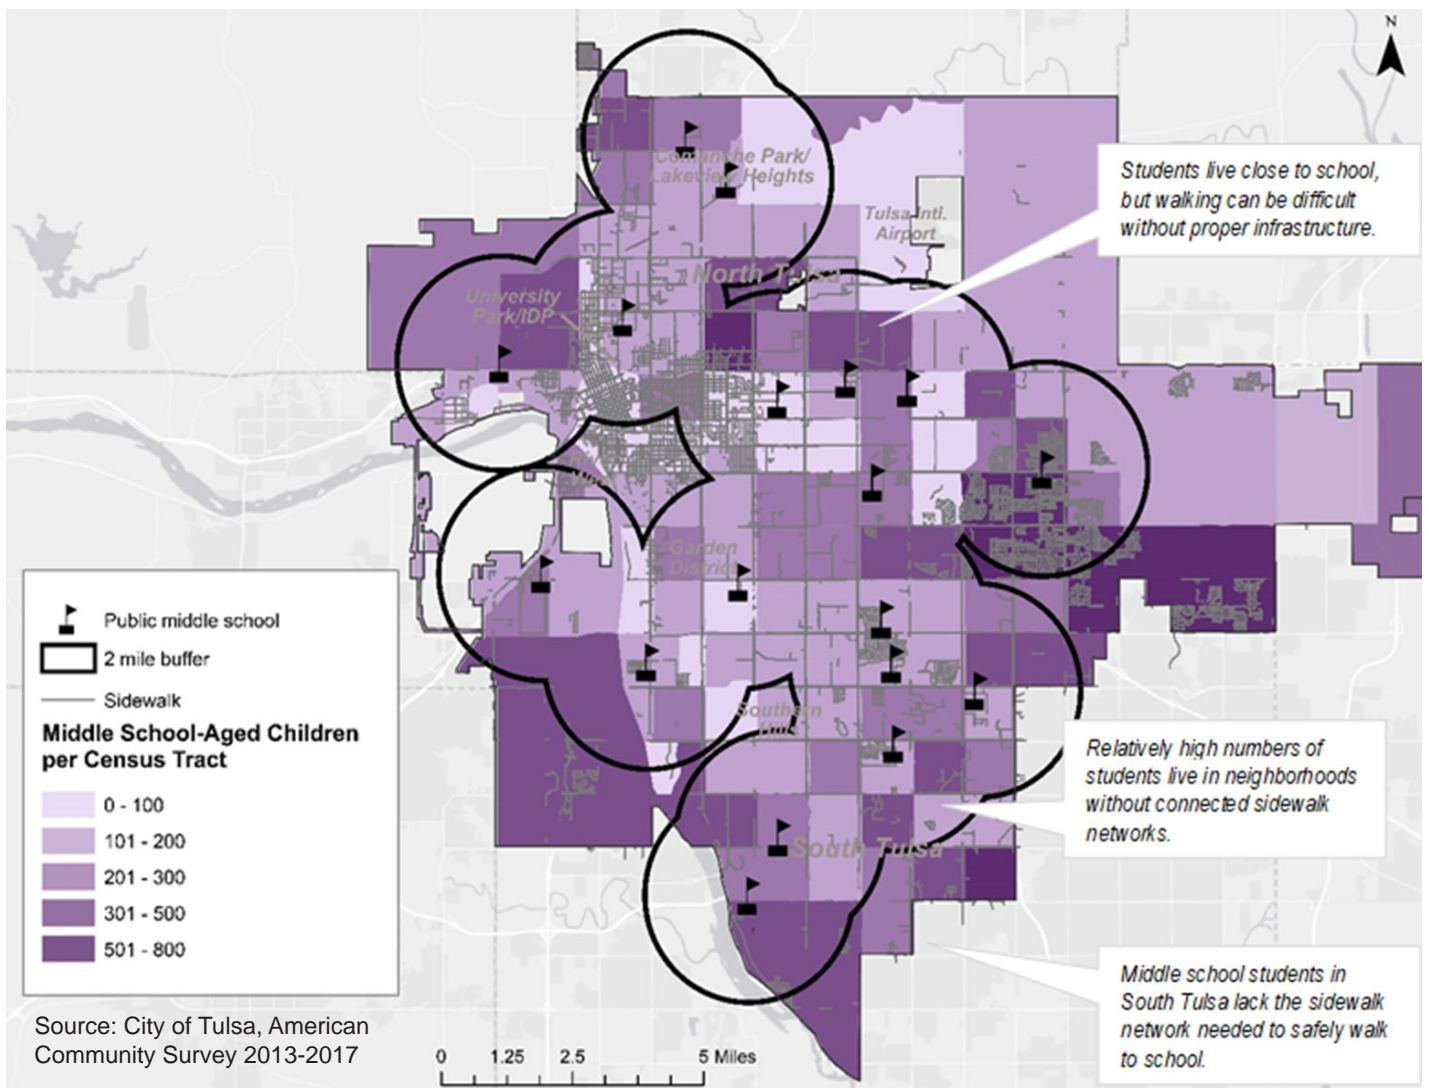 N
Comanche Park/
Lakeview Heights
Tulsa Intl.
Airport
North Tulsa
University
Park/IDP
Garden
District
Southern
Hills
South Tulsa
Students live close to school,
but walking can be difficult
without proper infrastructure.
Relatively high numbers of
students live in neighborhoods
without connected sidewalk
networks.
Middle school students in
South Tulsa lack the sidewalk
network needed to safely walk
to school.
Public middle school
2 mile buffer
Sidewalk
Middle School-Aged Children
per Census Tract
0 - 100
101 - 200
201 - 300
301 - 500
501 - 800
Source: City of Tulsa, American
Community Survey 2013-2017
0 1.25 2.5 5 Miles